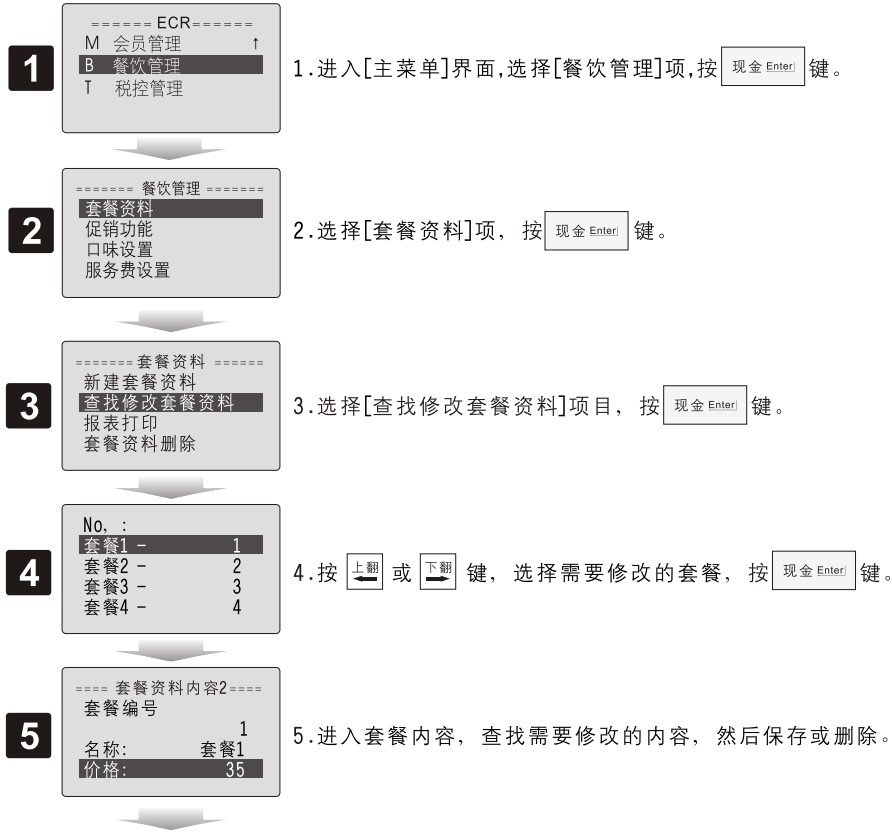 ====== ECR======
M 会员管理 ↑
B 餐饮管理
T 税控管理
1
1.进入[主菜单]界面,选择[餐饮管理]项,按 现金 Enter 键。
======= 餐饮管理 =======
套餐资料
促销功能
口味设置
服务费设置
2
2.选择[套餐资料]项, 按 现金 Enter 键。
======= 套餐资料 ======
新建套餐资料
查找修改套餐资料
报表打印
套餐资料删除
3
3.选择[查找修改套餐资料]项目, 按 现金 Enter 键。
No, :
套餐1 - 1
套餐2 - 2
套餐3 - 3
套餐4 - 4
4
4.按 上翻 或 下翻 键, 选择需要修改的套餐, 按 现金 Enter 键。
==== 套餐资料内容2====
套餐编号
1
名称: 套餐1
价格: 35
5
5.进入套餐内容, 查找需要修改的内容, 然后保存或删除。